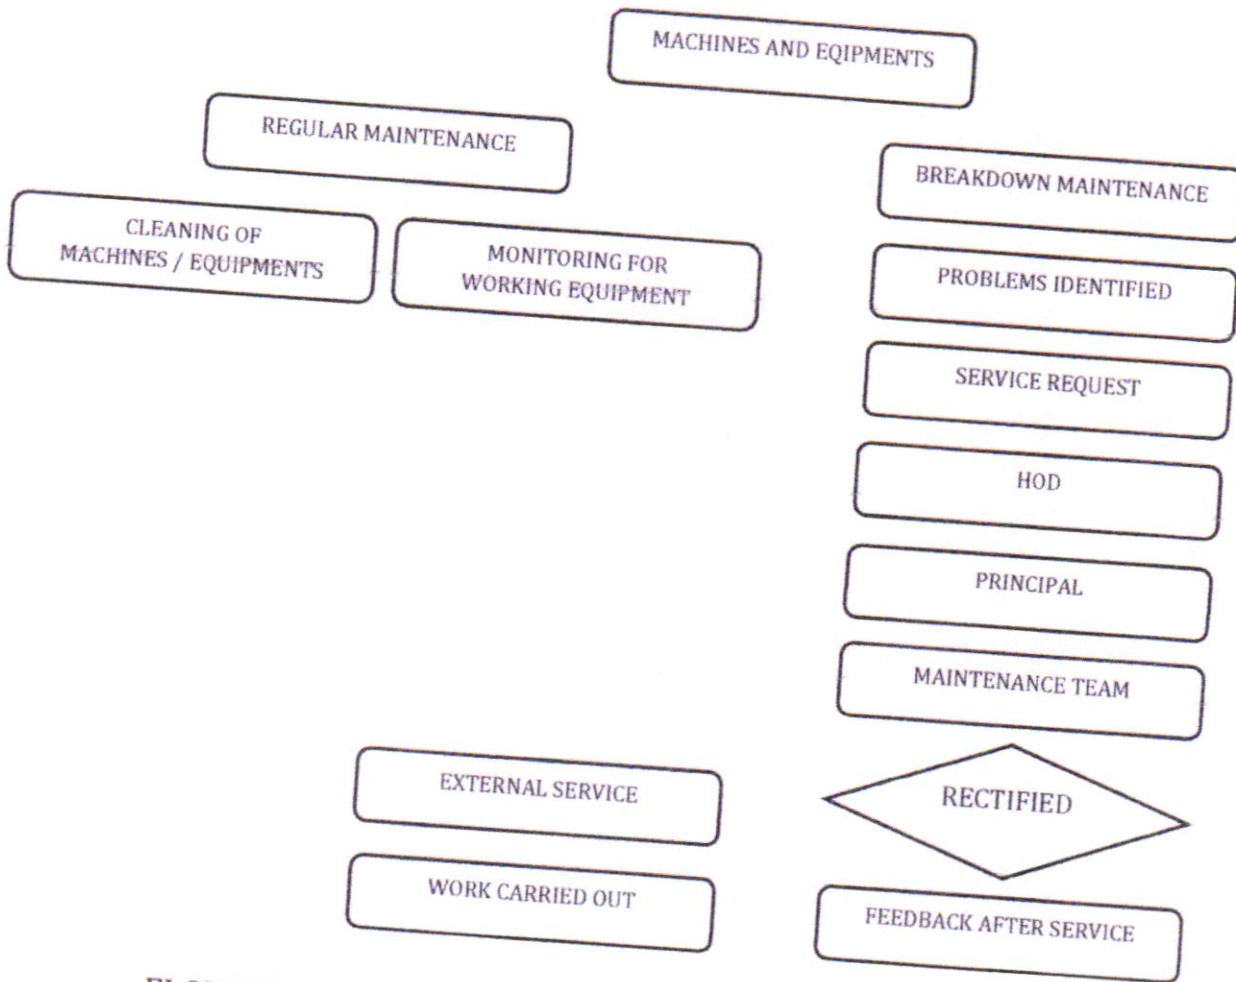 MACHINES AND EQIPMENTS
REGULAR MAINTENANCE
BREAKDOWN MAINTENANCE
CLEANING OF
MACHINES / EQUIPMENTS
MONITORING FOR
WORKING EQUIPMENT
PROBLEMS IDENTIFIED
SERVICE REQUEST
HOD
PRINCIPAL
MAINTENANCE TEAM
EXTERNAL SERVICE
RECTIFIED
WORK CARRIED OUT
FEEDBACK AFTER SERVICE